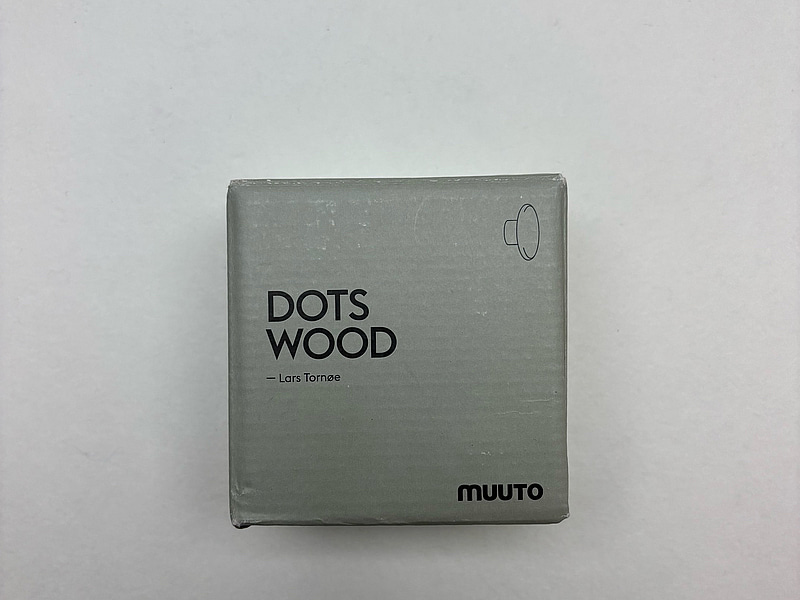 DOTS
WOOD
— Lars Tornøe
muuto